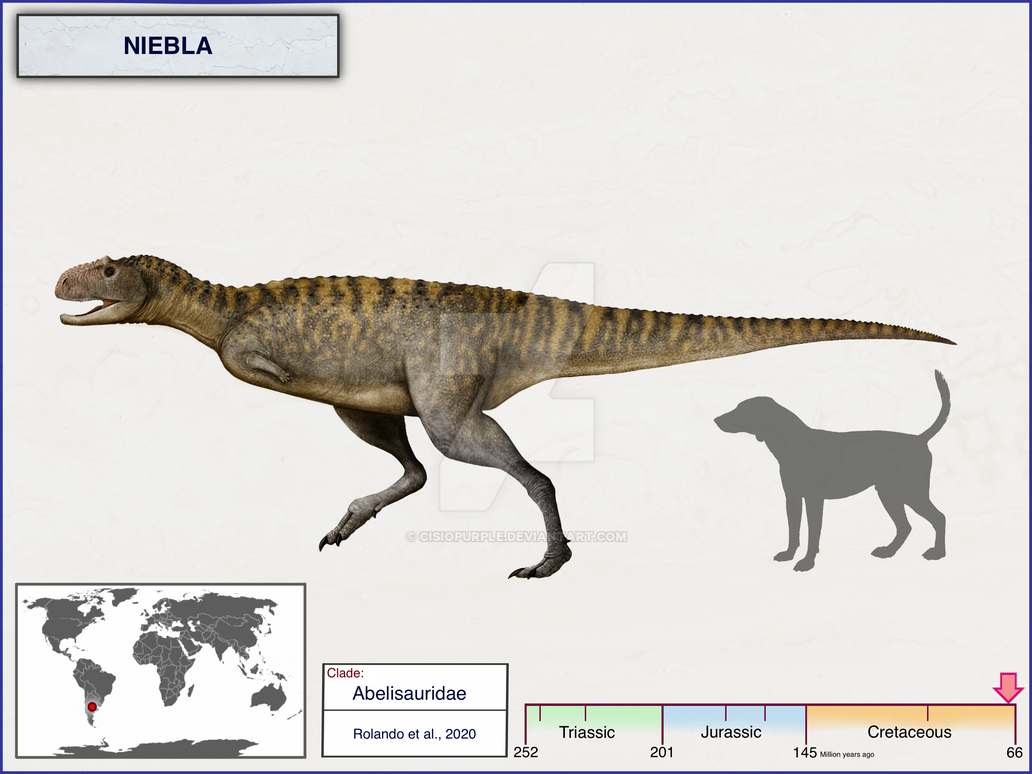 NIEBLA
© CISIOPURPLE.DEVIANTART.COM
Clade:
Abelisauridae
Rolando et al., 2020
Triassic
Jurassic
Cretaceous
252
201
145
Million years ago
66